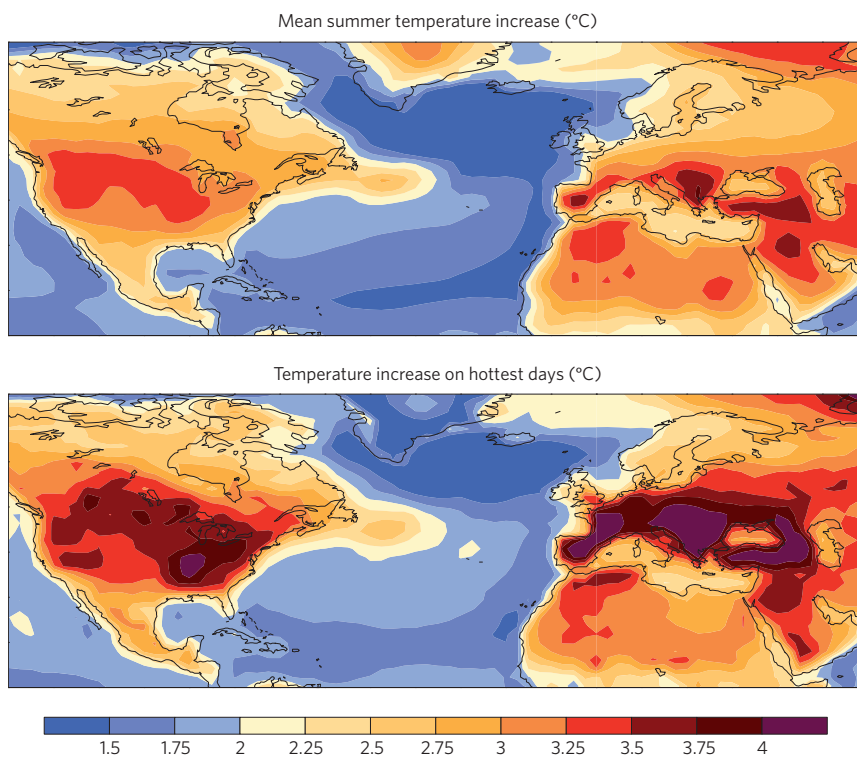 Mean summer temperature increase (°C)
Temperature increase on hottest days (°C)
1.5 1.75 2 2.25 2.5 2.75 3 3.25 3.5 3.75 4